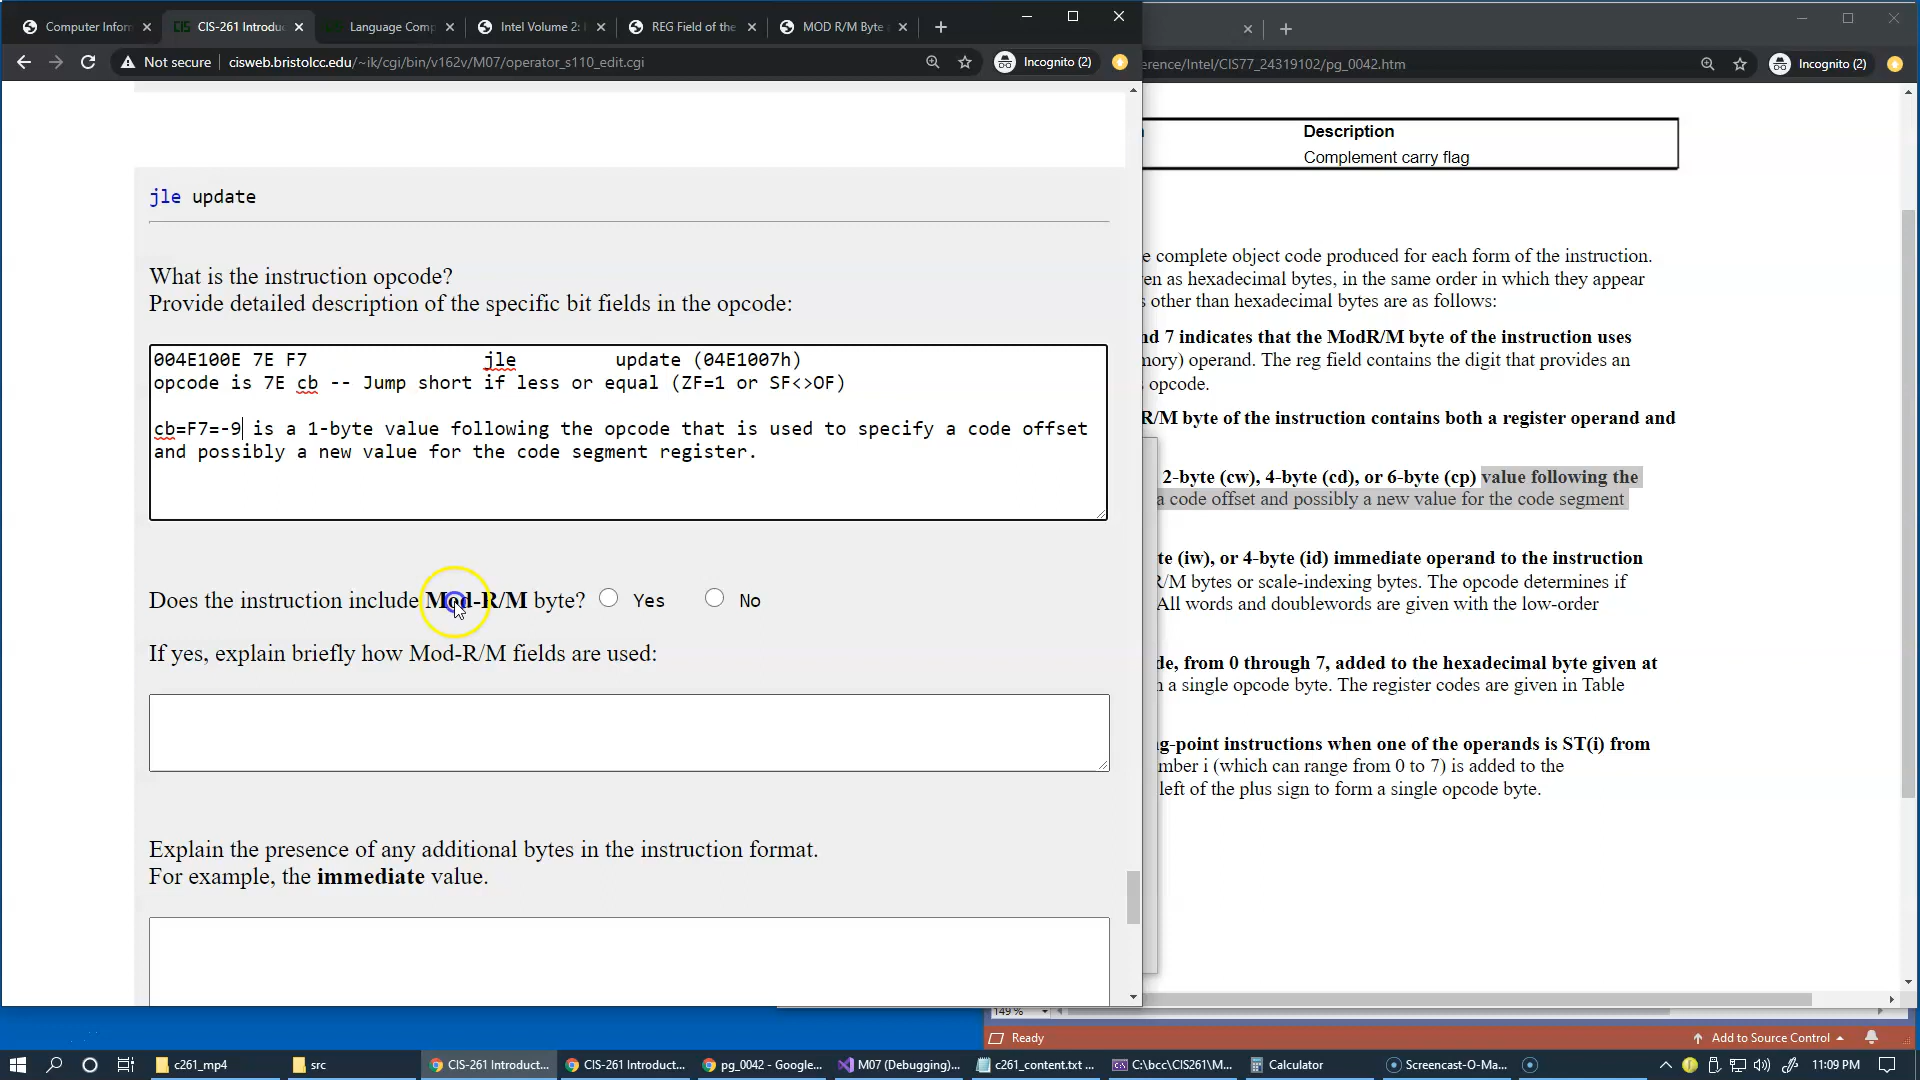 Computer Inforn
CIS-261 Introduc
Language Comp
Intel Volume 2:
REG Field of the
MOD R/M Byte
Not secure
cisweb.bristolcc.edu/~ik/cgi/bin/v162v/M07/operator_s110_edit.cgi
Incognito (2)
erence/Intel/CIS77_24319102/pg_0042.htm
Incognito (2)
jle update
What is the instruction opcode?
Provide detailed description of the specific bit fields in the opcode:
004E100E 7E F7 jle update (04E1007h)
opcode is 7E cb -- Jump short if less or equal (ZF=1 or SF<>OF)
cb=F7=-9 is a 1-byte value following the opcode that is used to specify a code offset
and possibly a new value for the code segment register.
Does the instruction include Mod-R/M byte? Yes No
If yes, explain briefly how Mod-R/M fields are used:
Explain the presence of any additional bytes in the instruction format.
For example, the immediate value.
Description
Complement carry flag
e complete object code produced for each form of the instruction.
en as hexadecimal bytes, in the same order in which they appear
s other than hexadecimal bytes are as follows:
nd 7 indicates that the ModR/M byte of the instruction uses
nory) operand. The reg field contains the digit that provides an
s opcode.
R/M byte of the instruction contains both a register operand and
2-byte (cw), 4-byte (cd), or 6-byte (cp) value following the
a code offset and possibly a new value for the code segment
te (iw), or 4-byte (id) immediate operand to the instruction
R/M bytes or scale-indexing bytes. The opcode determines if
All words and doublewords are given with the low-order
de, from 0 through 7, added to the hexadecimal byte given at
n a single opcode byte. The register codes are given in Table
ng-point instructions when one of the operands is ST(i) from
mber i (which can range from 0 to 7) is added to the
left of the plus sign to form a single opcode byte.
149 %
Ready
Add to Source Control
c261_mp4
src
CIS-261 Introduct...
CIS-261 Introduct...
pg_0042 - Google...
M07 (Debugging)...
c261_content.txt ...
C:\bcc\CIS261\M...
Calculator
Screencast-O-Ma...
11:09 PM